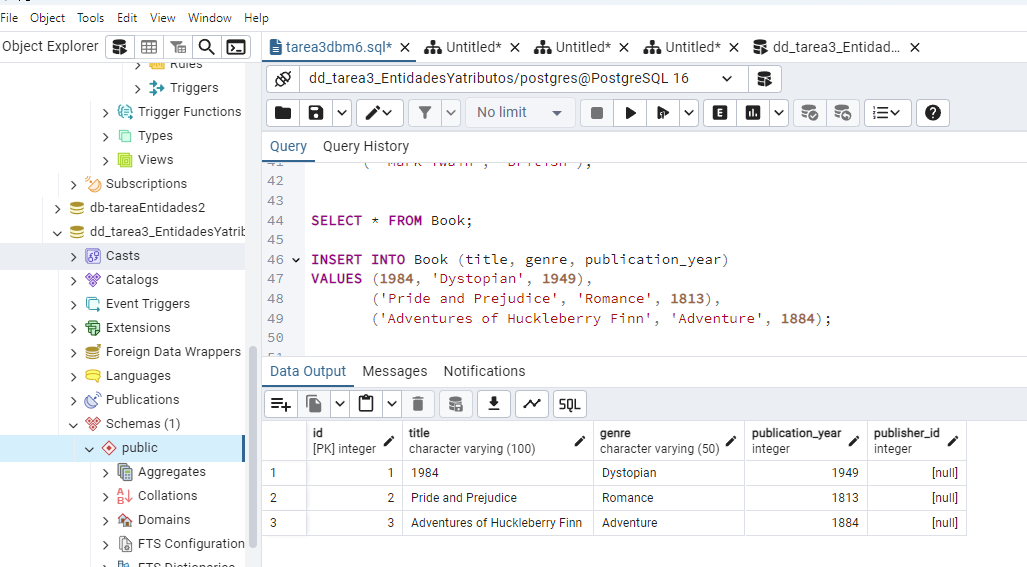 File Object Tools Edit View Window Help
Object Explorer
Rules
Triggers
Trigger Functions
Types
Views
Subscriptions
db-tareaEntidades2
dd_tarea3_EntidadesYatrib
Casts
Catalogs
Event Triggers
Extensions
Foreign Data Wrappers
Languages
Publications
Schemas (1)
public
Aggregates
Collations
Domains
FTS Configuration
FTS Dictionaries
tarea3dbm6.sql* Untitled* Untitled* Untitled* dd_tarea3_Entidad...
dd_tarea3_EntidadesYatributos/postgres@PostgreSQL 16
No limit E
Query Query History
41 ( 'Mark Twain', 'British');
42
43
44 SELECT * FROM Book;
45
46 INSERT INTO Book (title, genre, publication_year)
47 VALUES (1984, 'Dystopian', 1949),
48 ('Pride and Prejudice', 'Romance', 1813),
49 ('Adventures of Huckleberry Finn', 'Adventure', 1884);
50
51
Data Output Messages Notifications
SQL
id title genre publication_year publisher_id
[PK] integer character varying (100) character varying (50) integer integer
1 1 1984 Dystopian 1949 [null]
2 2 Pride and Prejudice Romance 1813 [null]
3 3 Adventures of Huckleberry Finn Adventure 1884 [null]